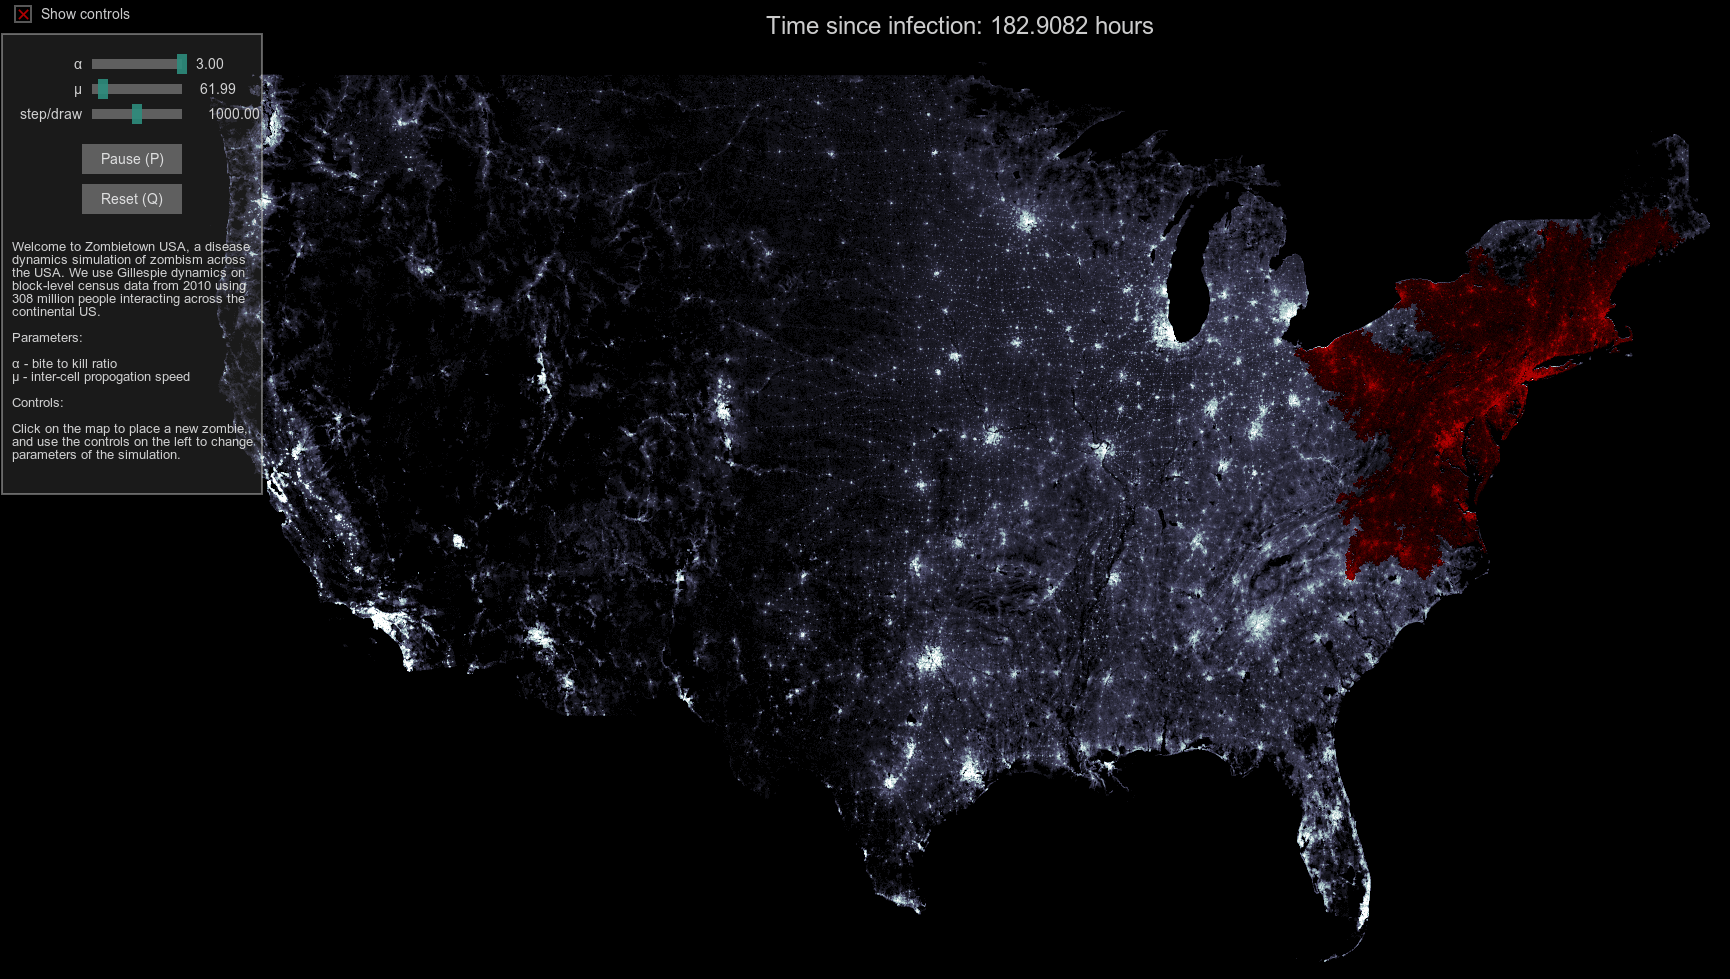 Show controls
Time since infection: 182.9082 hours
α 3.00
μ 61.99
step/draw 1000.00
Pause (P)
Reset (Q)
Welcome to Zombietown USA, a disease
dynamics simulation of zombism across
the USA. We use Gillespie dynamics on
block-level census data from 2010 using
308 million people interacting across the
continental US.
Parameters:
α - bite to kill ratio
μ - inter-cell propogation speed
Controls:
Click on the map to place a new zombie,
and use the controls on the left to change
parameters of the simulation.